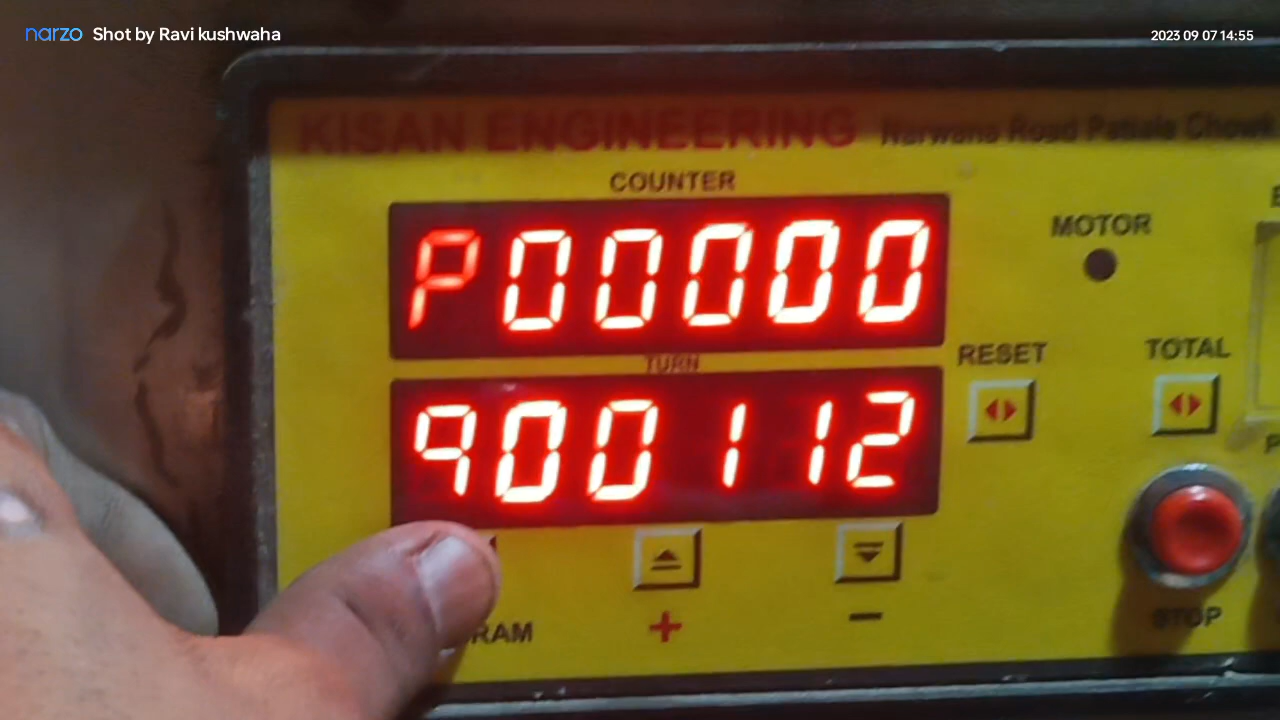 narzo Shot by Ravi kushwaha
2023 09 07 14:55
KISAN ENGINEERING Narwana Road Patiala Chowk
COUNTER
P00000
MOTOR
TURN
RESET
TOTAL
900112
RAM
+
−
STOP